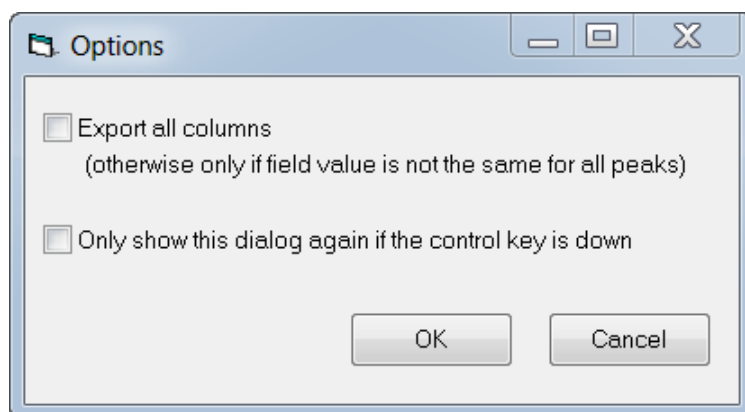 Options
Export all columns
(otherwise only if field value is not the same for all peaks)
Only show this dialog again if the control key is down
OK
Cancel